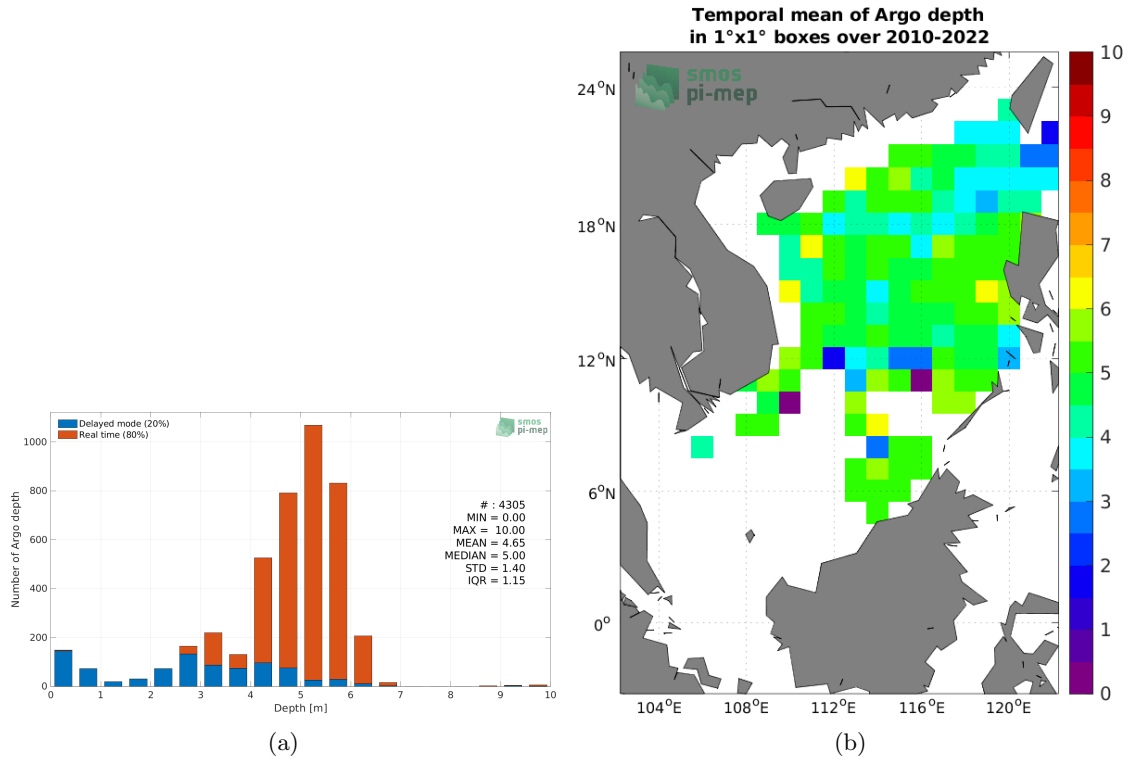 Temporal mean of Argo depth
in 1°x1° boxes over 2010-2022
smos
pi-mep
24°N
18°N
12°N
6°N
0°
104°E
108°E
112°E
116°E
120°E
10
9
8
7
6
5
4
3
2
1
0
Delayed mode (20%)
Real time (80%)
smos
pi-mep
Number of Argo depth
1000
800
600
400
200
0
# : 4305
MIN = 0.00
MAX = 10.00
MEAN = 4.65
MEDIAN = 5.00
STD = 1.40
IQR = 1.15
0 1 2 3 4 5 6 7 8 9 10
Depth [m]
(a)
(b)